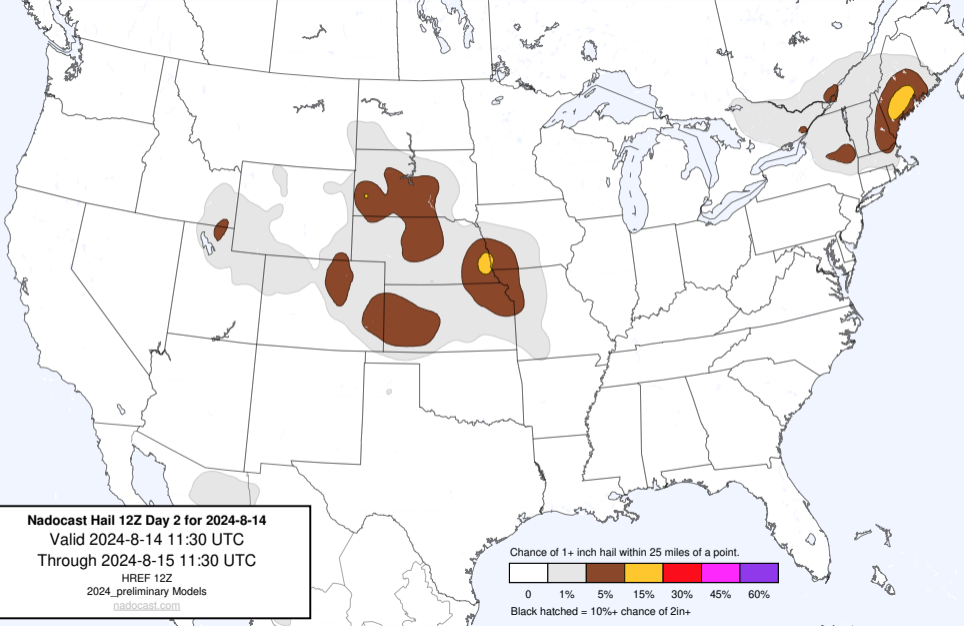 Nadocast Hail 12Z Day 2 for 2024-8-14
Valid 2024-8-14 11:30 UTC
Through 2024-8-15 11:30 UTC
HREF 12Z
2024_preliminary Models
nadocast.com
Chance of 1+ inch hail within 25 miles of a point.
0 1% 5% 15% 30% 45% 60%
Black hatched = 10%+ chance of 2in+